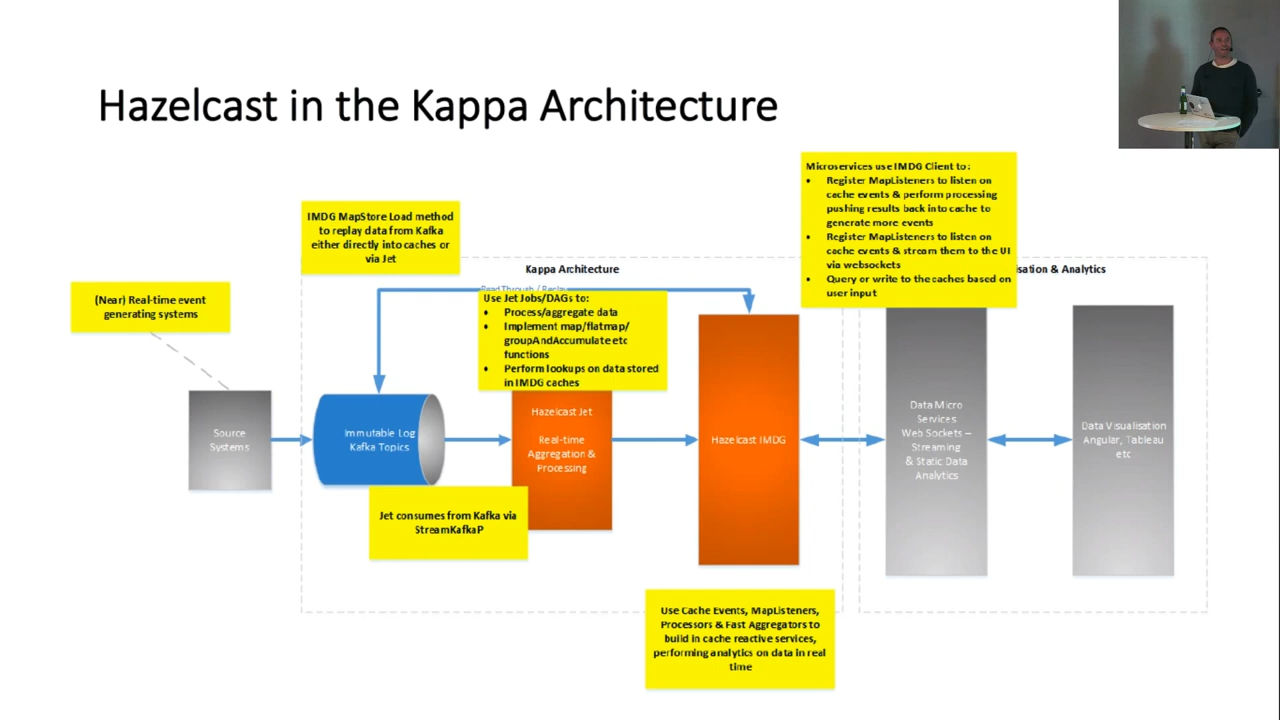 Hazelcast in the Kappa Architecture
Microservices use IMDG Client to:
• Register MapListeners to listen on
cache events & perform processing
pushing results back into cache to
generate more events
• Register MapListeners to listen on
cache events & stream them to the UI
via websockets
• Query or write to the caches based on
user input
IMDG MapStore Load method
to replay data from Kafka
either directly into caches or
via Jet
Kappa Architecture
& Analytics
(Near) Real-time event
generating systems
Read Through / Replay
Use Jet Jobs/DAGs to:
• Process/aggregate data
• Implement map/flatmap/
groupAndAccumulate etc
functions
• Perform lookups on data stored
in IMDG caches
Source
Systems
Immutable Log
Kafka Topics
Hazelcast Jet
Real-time
Aggregation &
Processing
Hazelcast IMDG
Data Micro
Services
Web Sockets –
Streaming
& Static Data
Analytics
Data Visualisation
Angular, Tableau
etc
Jet consumes from Kafka via
StreamKafkaP
Use Cache Events, MapListeners,
Processors & Fast Aggregators to
build in cache reactive services,
performing analytics on data in real
time